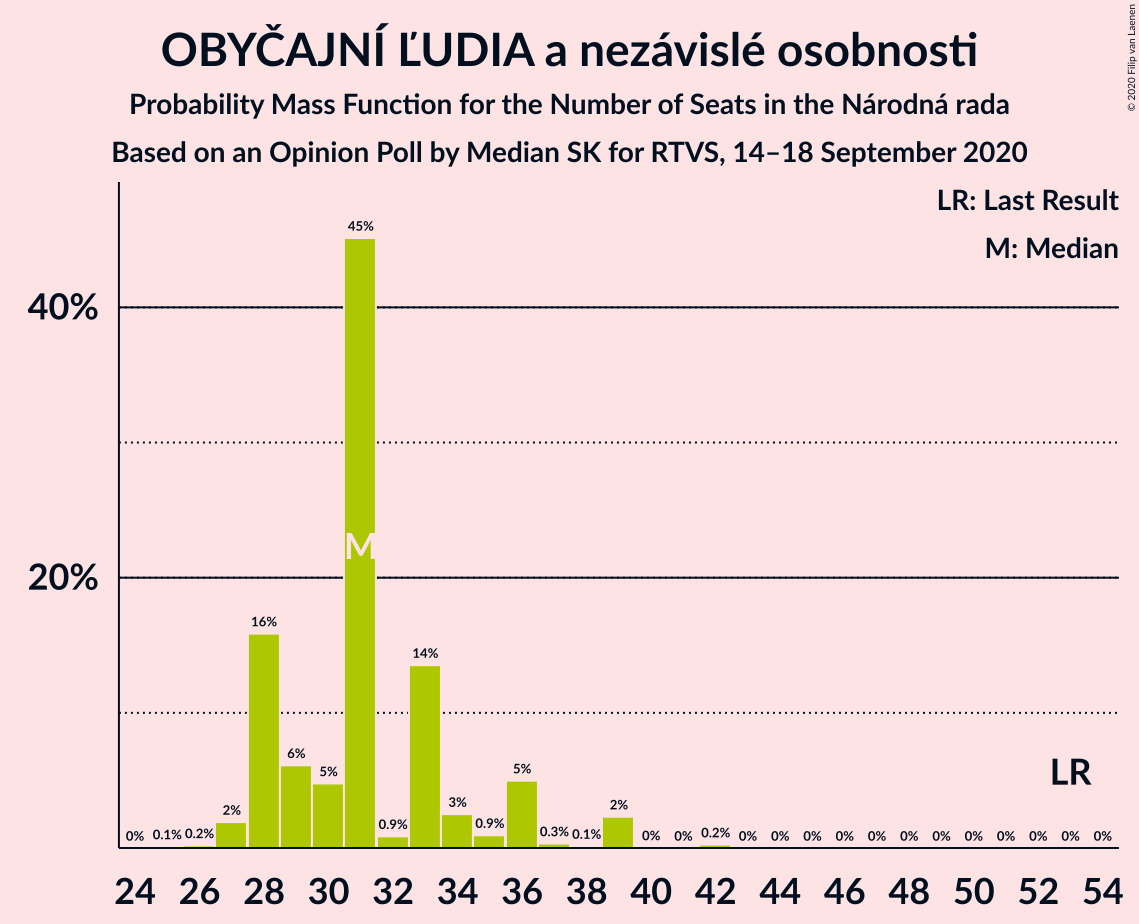 OBYČAJNÍ ĽUDIA a nezávislé osobnosti
Probability Mass Function for the Number of Seats in the Národná rada
Based on an Opinion Poll by Median SK for RTVS, 14–18 September 2020
© 2020 Filip van Laenen
LR: Last Result
M: Median
40%
20%
0% 0.1% 0.2% 2% 16% 6% 5% 45% 0.9% 14% 3% 0.9% 5% 0.3% 0.1% 2% 0% 0% 0.2% 0% 0% 0% 0% 0% 0% 0% 0% 0% 0% 0% 0%
M
LR
24 26 28 30 32 34 36 38 40 42 44 46 48 50 52 54